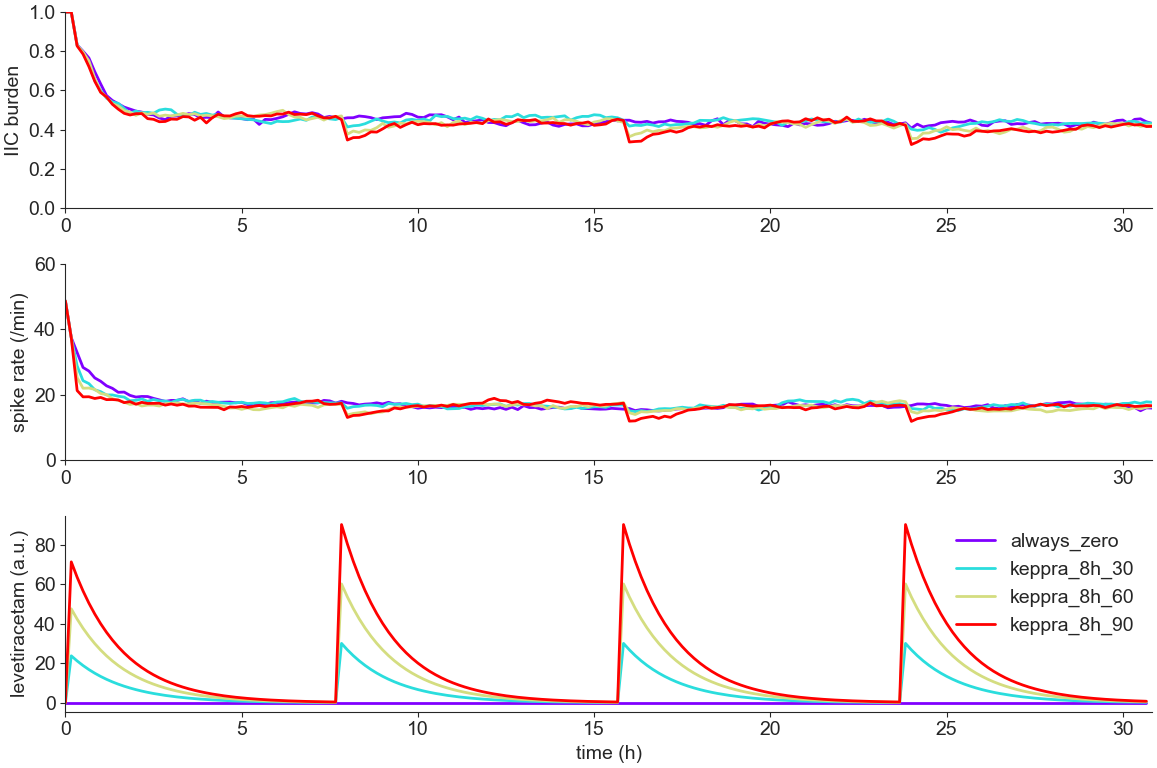 IIC burden
1.0
0.8
0.6
0.4
0.2
0.0
0 5 10 15 20 25 30
spike rate (/min)
60
40
20
0
0 5 10 15 20 25 30
levetiracetam (a.u.)
80
60
40
20
0
always_zero
keppra_8h_30
keppra_8h_60
keppra_8h_90
0 5 10 15 20 25 30
time (h)